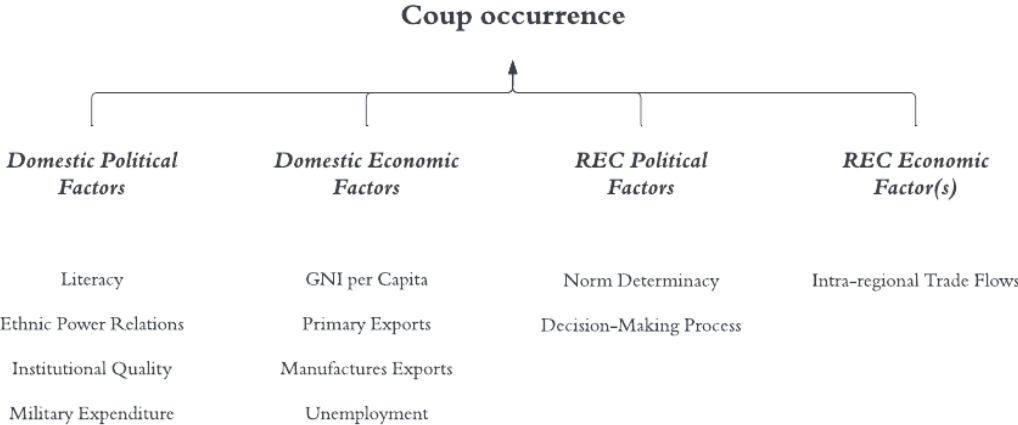 Coup occurrence
Domestic Political
Factors
Domestic Economic
Factors
REC Political
Factors
REC Economic
Factor(s)
Literacy
Ethnic Power Relations
Institutional Quality
Military Expenditure
GNI per Capita
Primary Exports
Manufactures Exports
Unemployment
Norm Determinacy
Decision-Making Process
Intra-regional Trade Flows